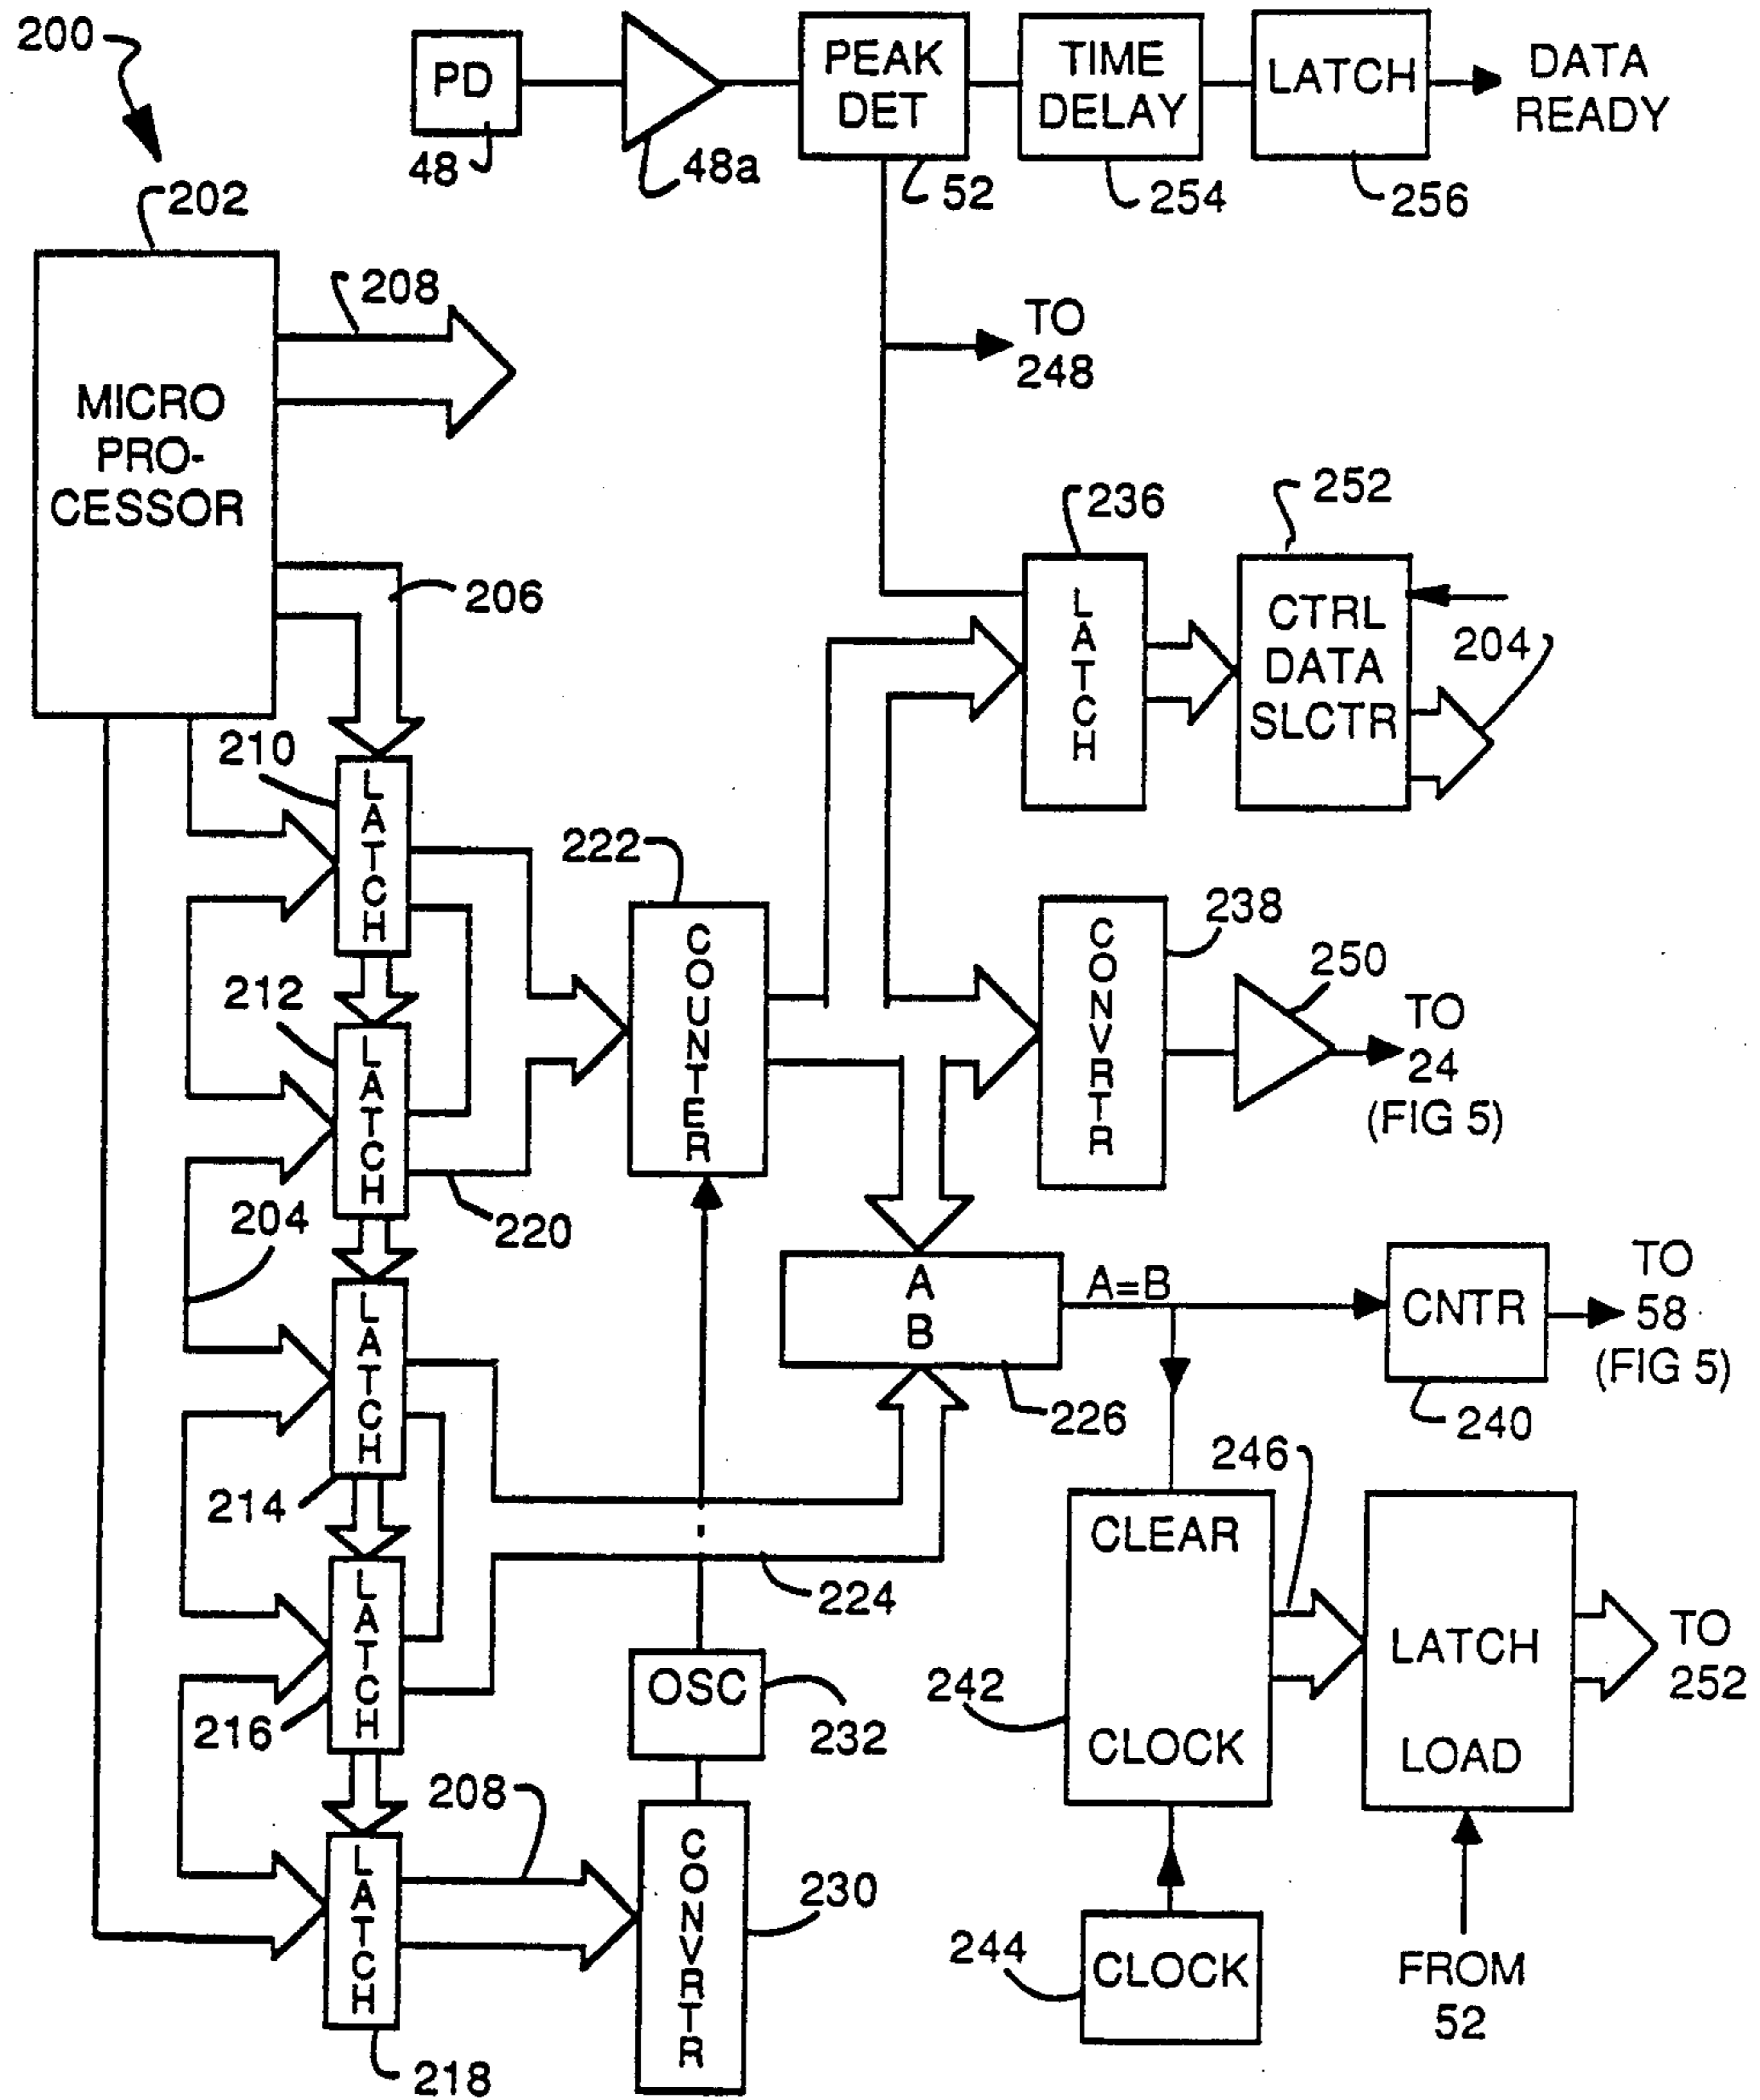 200
PD
48
48a
PEAK
DET
52
TIME
DELAY
254
LATCH
256
DATA
READY
202
MICRO
PRO-
CESSOR
208
206
TO
248
236
LATCH
252
CTRL
DATA
SLCTR
204
210
LATCH
212
LATCH
204
220
222
COUNTER
238
CONVRTR
250
TO
24
(FIG 5)
A
B
226
A=B
CNTR
240
TO
58
(FIG 5)
LATCH
214
LATCH
216
224
OSC
232
242
CLEAR
CLOCK
246
LATCH
LOAD
TO
252
208
LATCH
218
CONVRTR
230
244
CLOCK
FROM
52